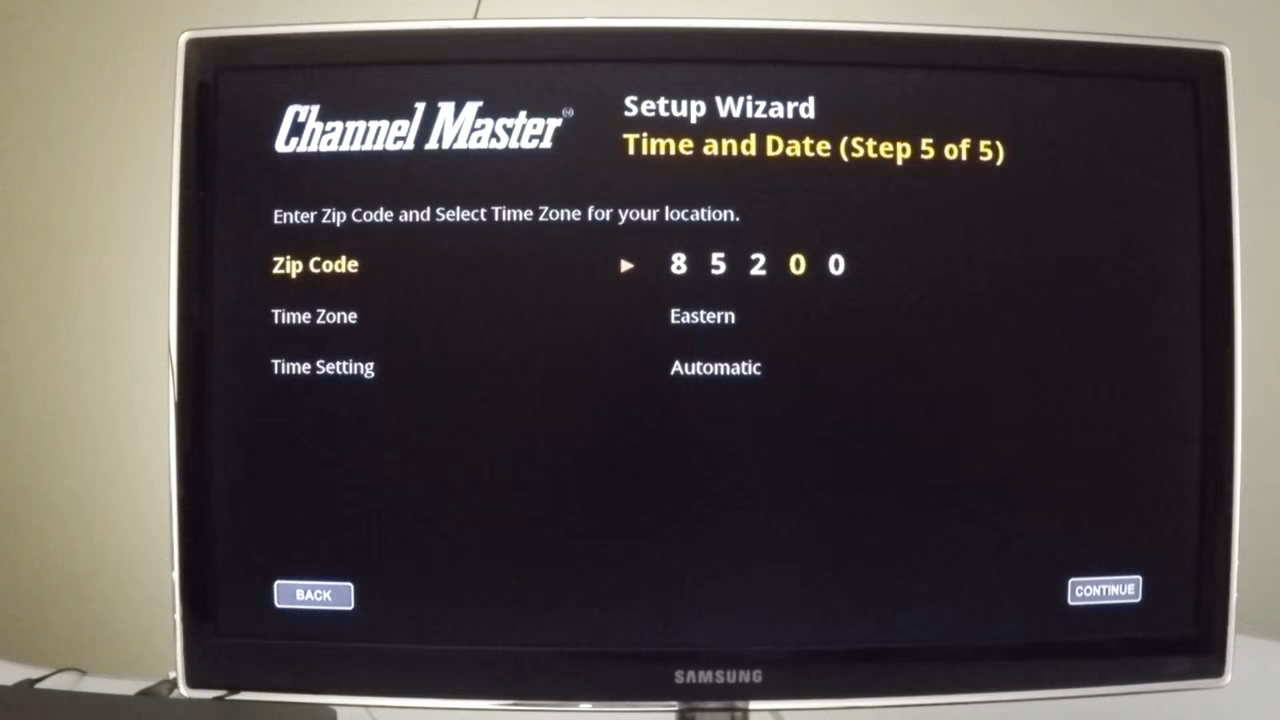 Channel Master®
Setup Wizard
Time and Date (Step 5 of 5)
Enter Zip Code and Select Time Zone for your location.
Zip Code ► 8 5 2 0 0
Time Zone Eastern
Time Setting Automatic
BACK CONTINUE
SAMSUNG